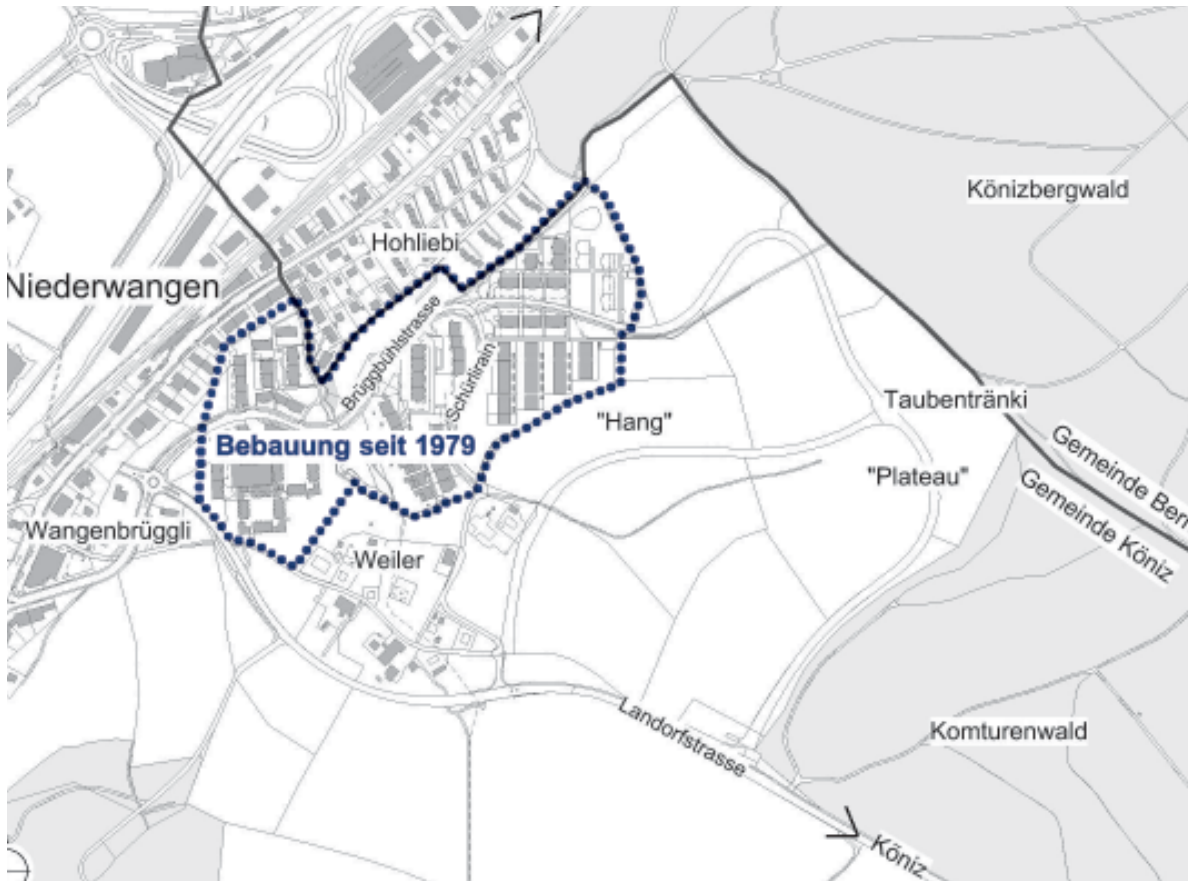 Könizbergwald
Hohliebi
Niederwangen
Brüggbühlstrasse
Schürlirain
Taubentränki
"Hang"
Bebauung seit 1979
"Plateau"
Gemeinde Bern
Gemeinde Köniz
Wangenbrüggli
Weiler
Landorfstrasse
Komturenwald
Köniz